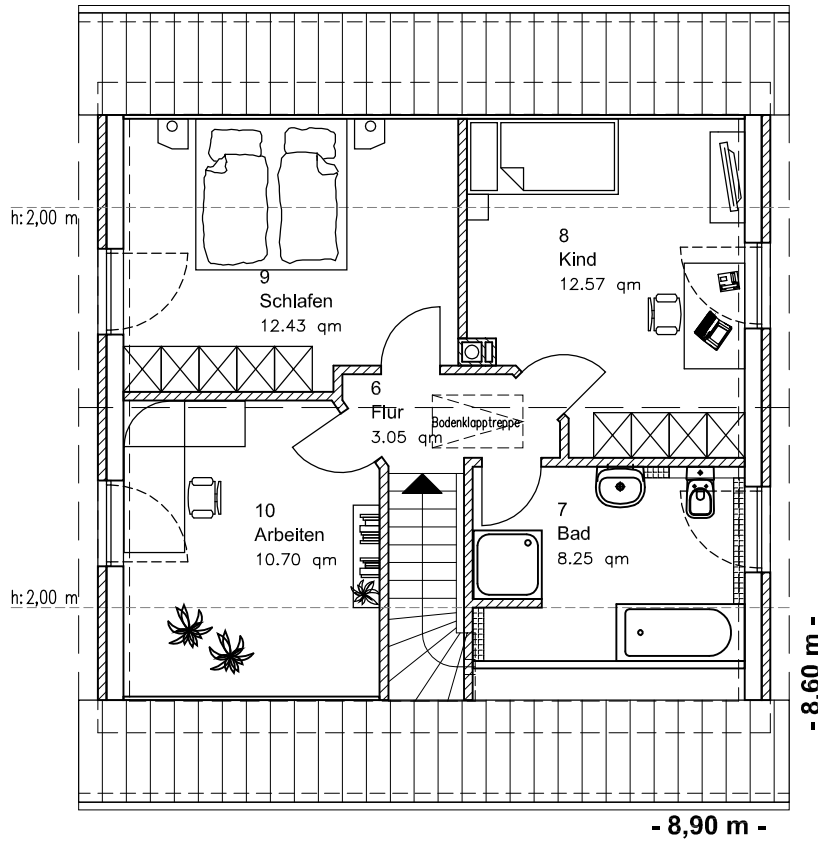 h:2,00 m
8
Kind
12.57 qm
9
Schlafen
12.43 qm
6
Flur
3.05 qm
Bodenklapptreppe
10
Arbeiten
10.70 qm
7
Bad
8.25 qm
h:2,00 m
- 8,60 m -
- 8,90 m -